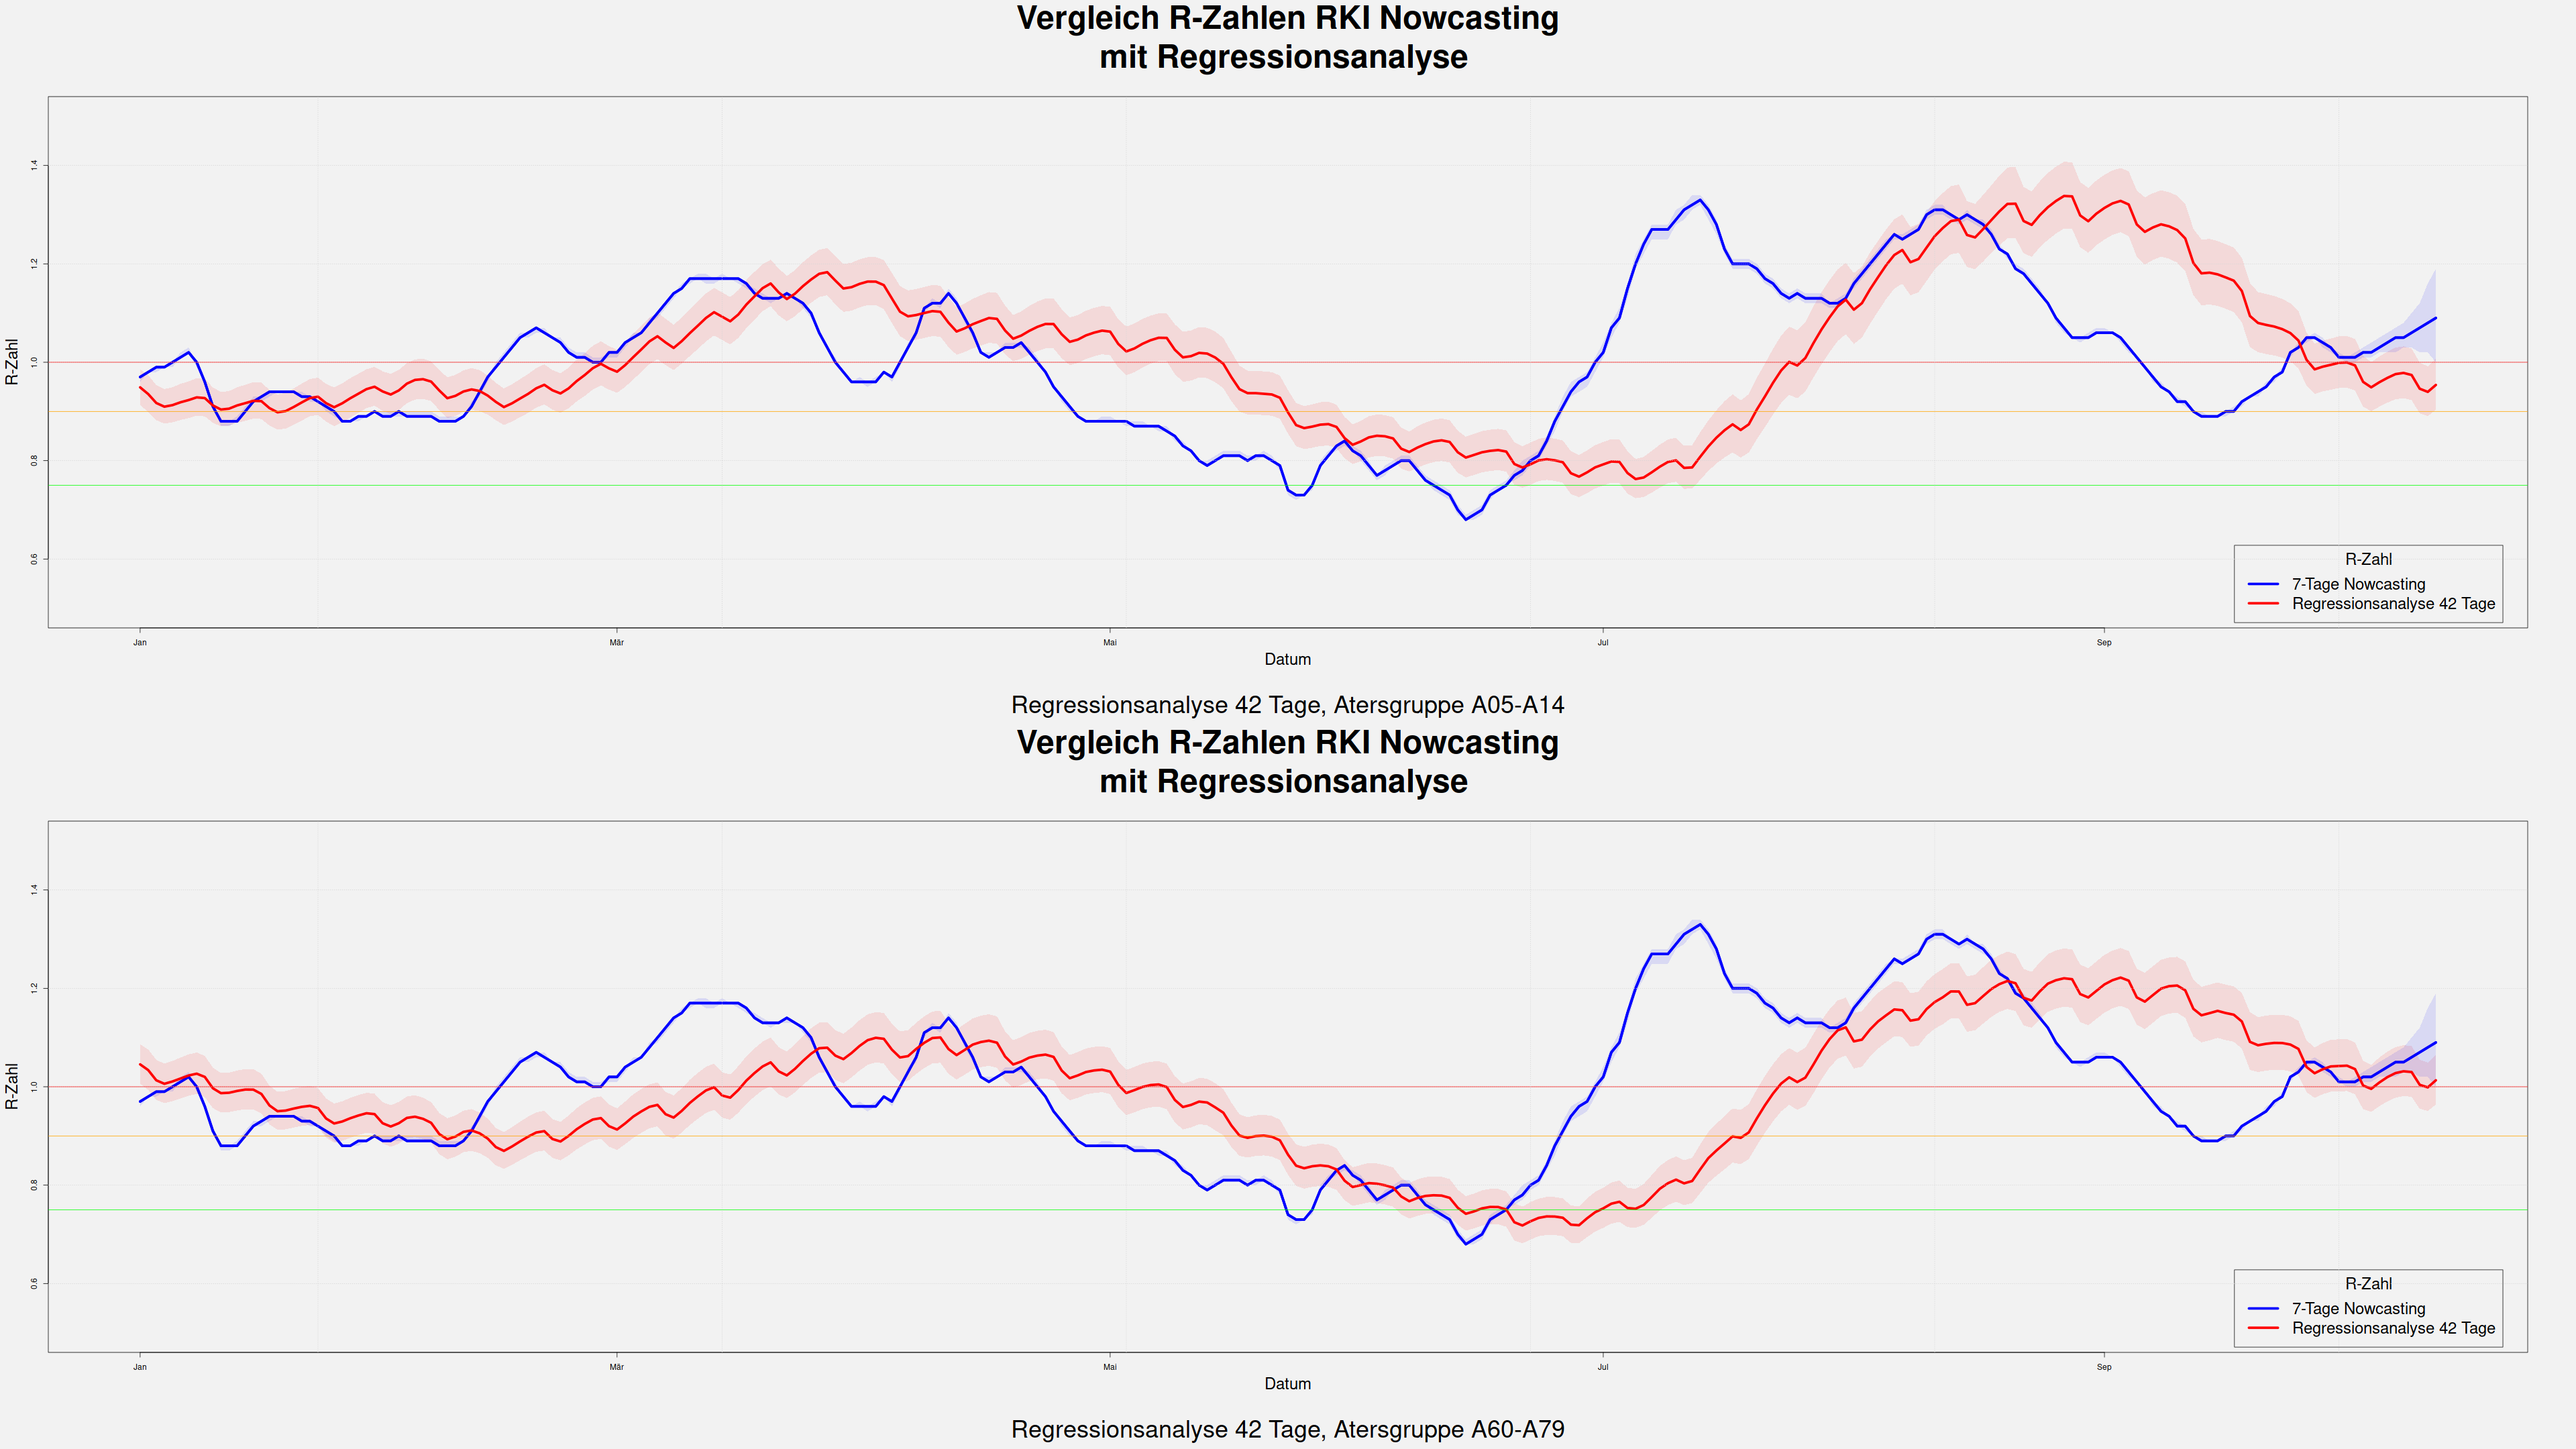 Vergleich R-Zahlen RKI Nowcasting
mit Regressionsanalyse
R-Zahl
1.4
1.2
1.0
0.8
0.6
R-Zahl
7-Tage Nowcasting
Regressionsanalyse 42 Tage
Jan
Mär
Mai
Jul
Sep
Datum
Regressionsanalyse 42 Tage, Atersgruppe A05-A14
Vergleich R-Zahlen RKI Nowcasting
mit Regressionsanalyse
R-Zahl
1.4
1.2
1.0
0.8
0.6
R-Zahl
7-Tage Nowcasting
Regressionsanalyse 42 Tage
Jan
Mär
Mai
Jul
Sep
Datum
Regressionsanalyse 42 Tage, Atersgruppe A60-A79